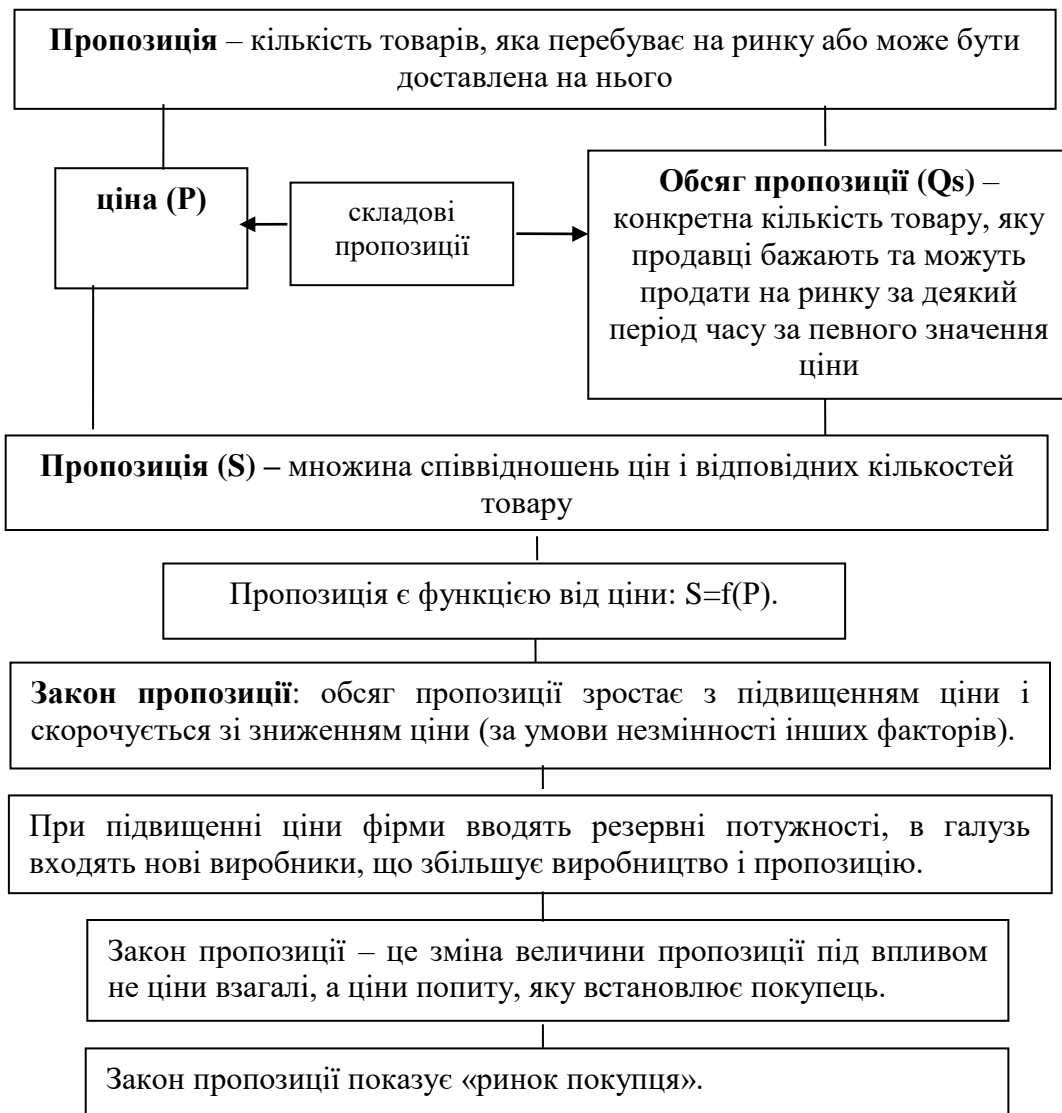 Пропозиція – кількість товарів, яка перебуває на ринку або може бути
доставлена на нього
ціна (P)
складові
пропозиції
Обсяг пропозиції (Qs) –
конкретна кількість товару, яку
продавці бажають та можуть
продати на ринку за деякий
період часу за певного значення
ціни
Пропозиція (S) – множина співвідношень цін і відповідних кількостей
товару
Пропозиція є функцією від ціни: S=f(P).
Закон пропозиції: обсяг пропозиції зростає з підвищенням ціни і
скорочується зі зниженням ціни (за умови незмінності інших факторів).
При підвищенні ціни фірми вводять резервні потужності, в галузь
входять нові виробники, що збільшує виробництво і пропозицію.
Закон пропозиції – це зміна величини пропозиції під впливом
не ціни взагалі, а ціни попиту, яку встановлює покупець.
Закон пропозиції показує «ринок покупця».